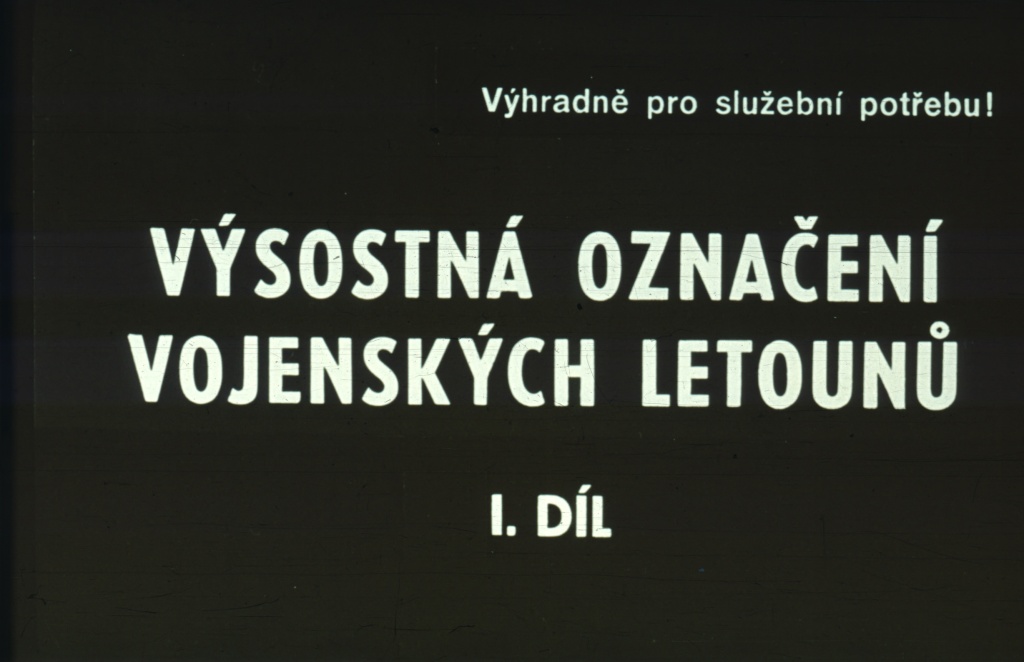 Výhradně pro služební potřebu!
VÝSOSTNÁ OZNAČENÍ
VOJENSKÝCH LETOUNŮ
I. DÍL